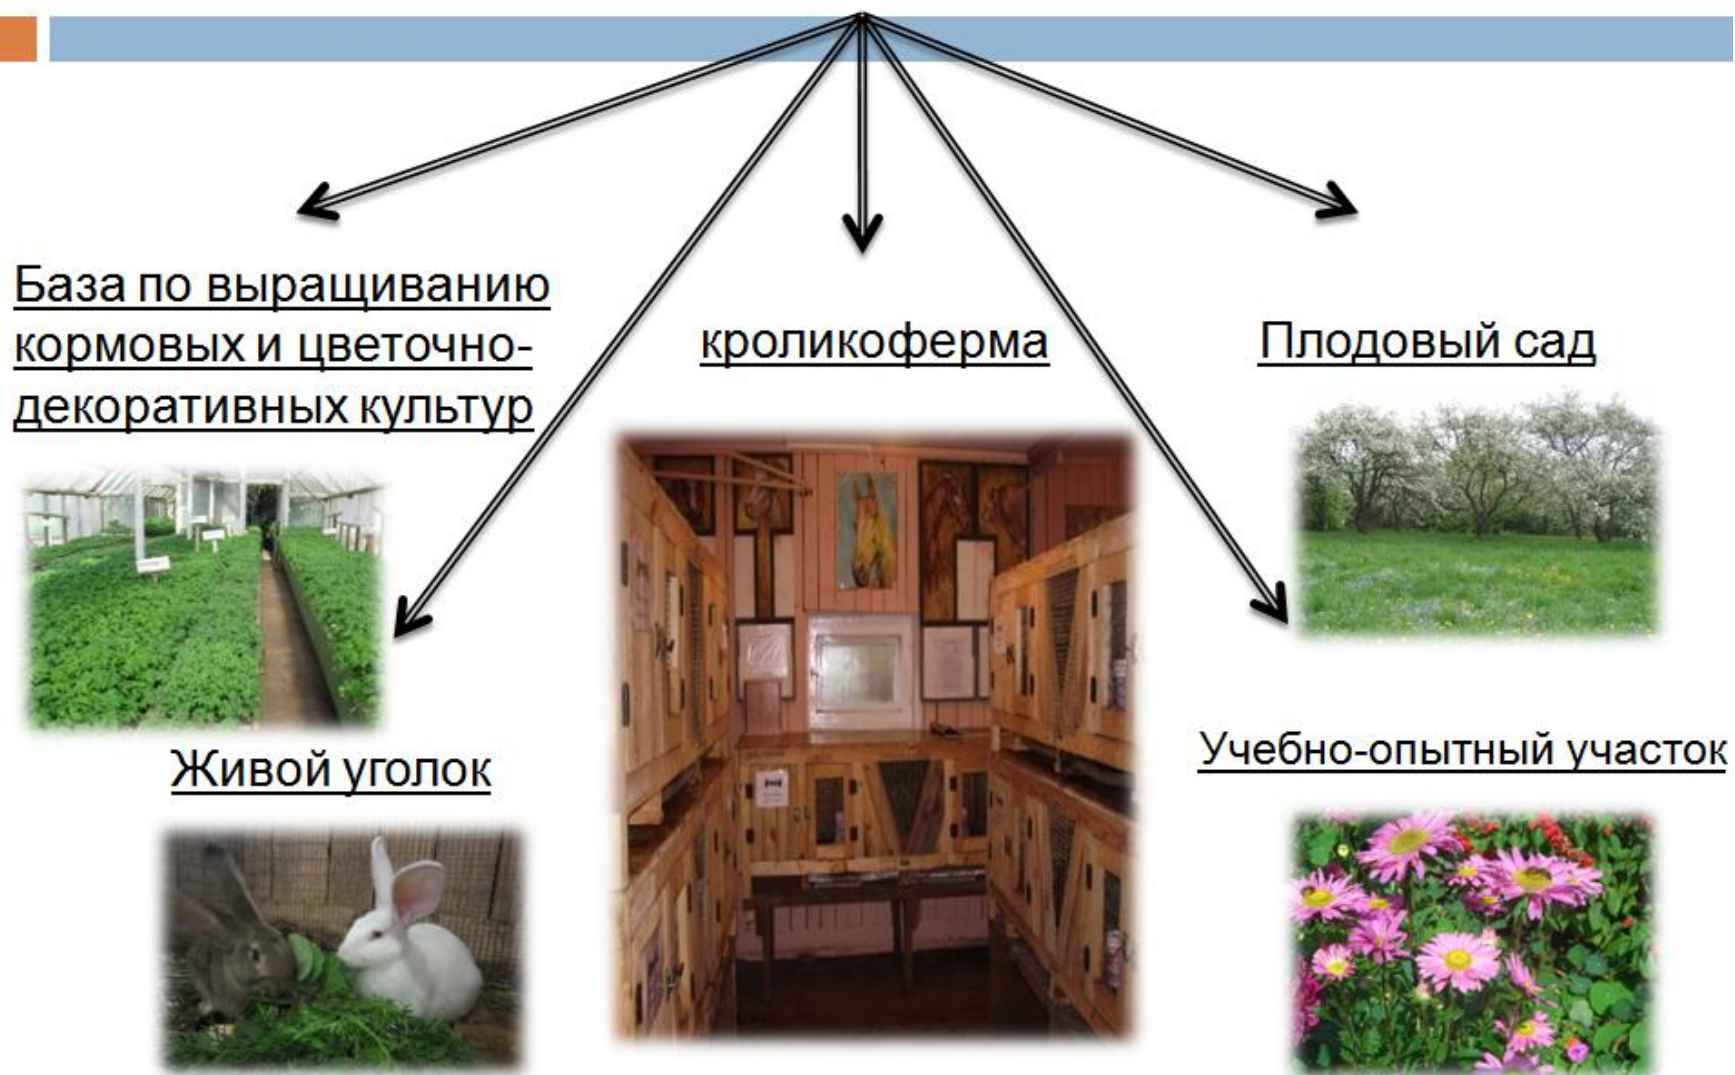 База по выращиванию
кормовых и цветочно-
декоративных культур
кроликоферма
Плодовый сад
Живой уголок
Учебно-опытный участок